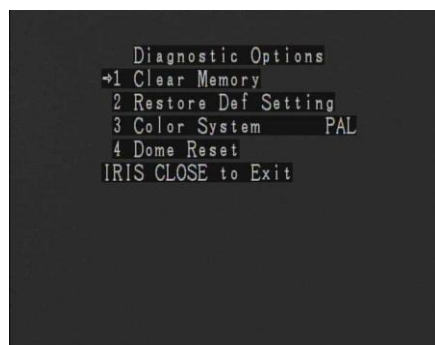 Diagnostic Options
➔1 Clear Memory
2 Restore Def Setting
3 Color System PAL
4 Dome Reset
IRIS CLOSE to Exit